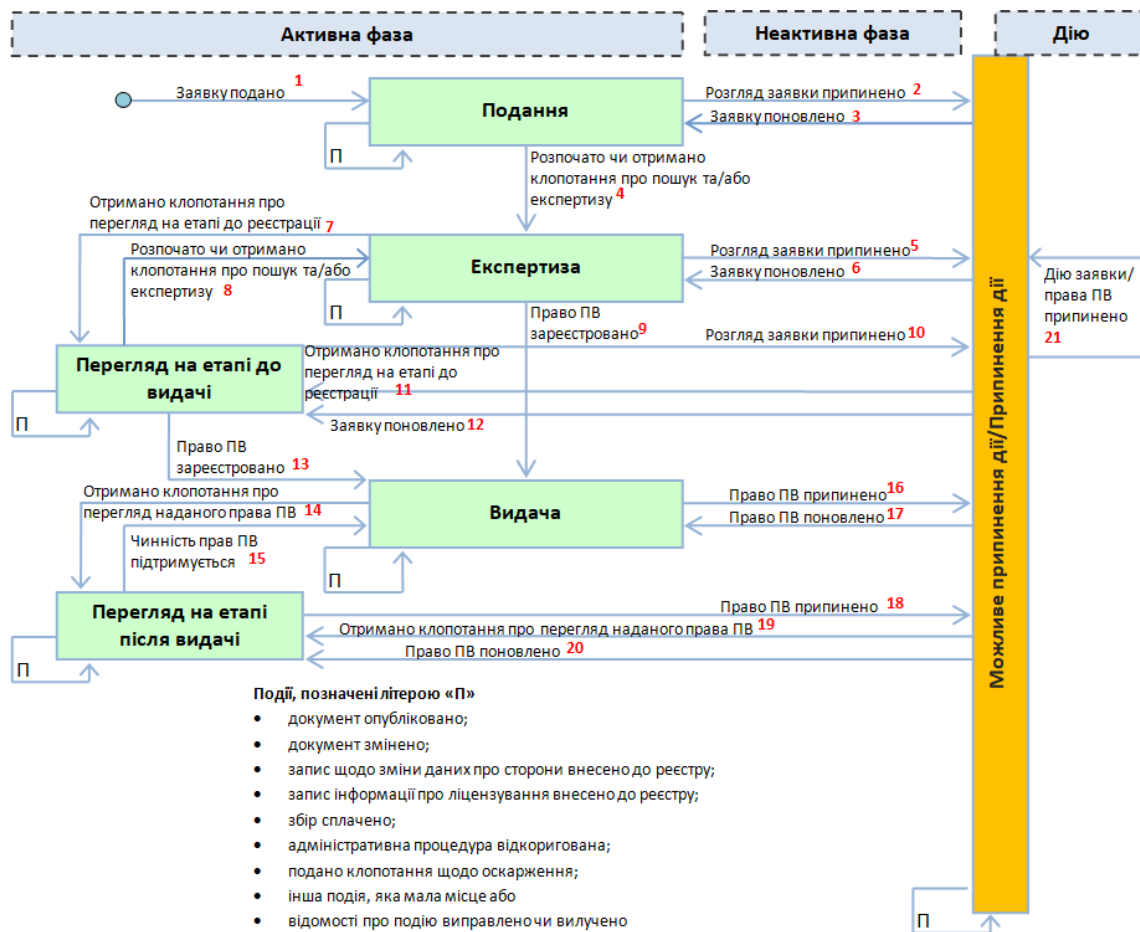 Активна фаза
Неактивна фаза
Дію
Заявку подано 1
Подання
Розгляд заявки припинено 2
Заявку поновлено 3
П
Розпочато чи отримано
клопотання про пошук та/або
експертизу 4
Отримано клопотання про
перегляд на етапі до реєстрації 7
Розпочато чи отримано
клопотання про пошук та/або
експертизу 8
Експертиза
Розгляд заявки припинено 5
Заявку поновлено 6
П
Дію заявки/
права ПВ
припинено
21
Право ПВ
зареєстровано 9
Розгляд заявки припинено 10
Перегляд на етапі до
видачі
Отримано клопотання про
перегляд на етапі до
реєстрації 11
П
Заявку поновлено 12
Право ПВ
зареєстровано 13
Отримано клопотання про
перегляд наданого права ПВ 14
Видача
Право ПВ припинено 16
Право ПВ поновлено 17
Чинність прав ПВ
підтримується 15
П
Перегляд на етапі
після видачі
Право ПВ припинено 18
Отримано клопотання про перегляд наданого права ПВ 19
Право ПВ поновлено 20
П
Можливе припинення дії/Припинення дії
Події, позначені літерою «П»
• документ опубліковано;
• документ змінено;
• запис щодо зміни даних про сторони внесено до реєстру;
• запис інформації про ліцензування внесено до реєстру;
• збір сплачено;
• адміністративна процедура відкоригована;
• подано клопотання щодо оскарження;
• інша подія, яка мала місце або
• відомості про подію виправлено чи вилучено
П